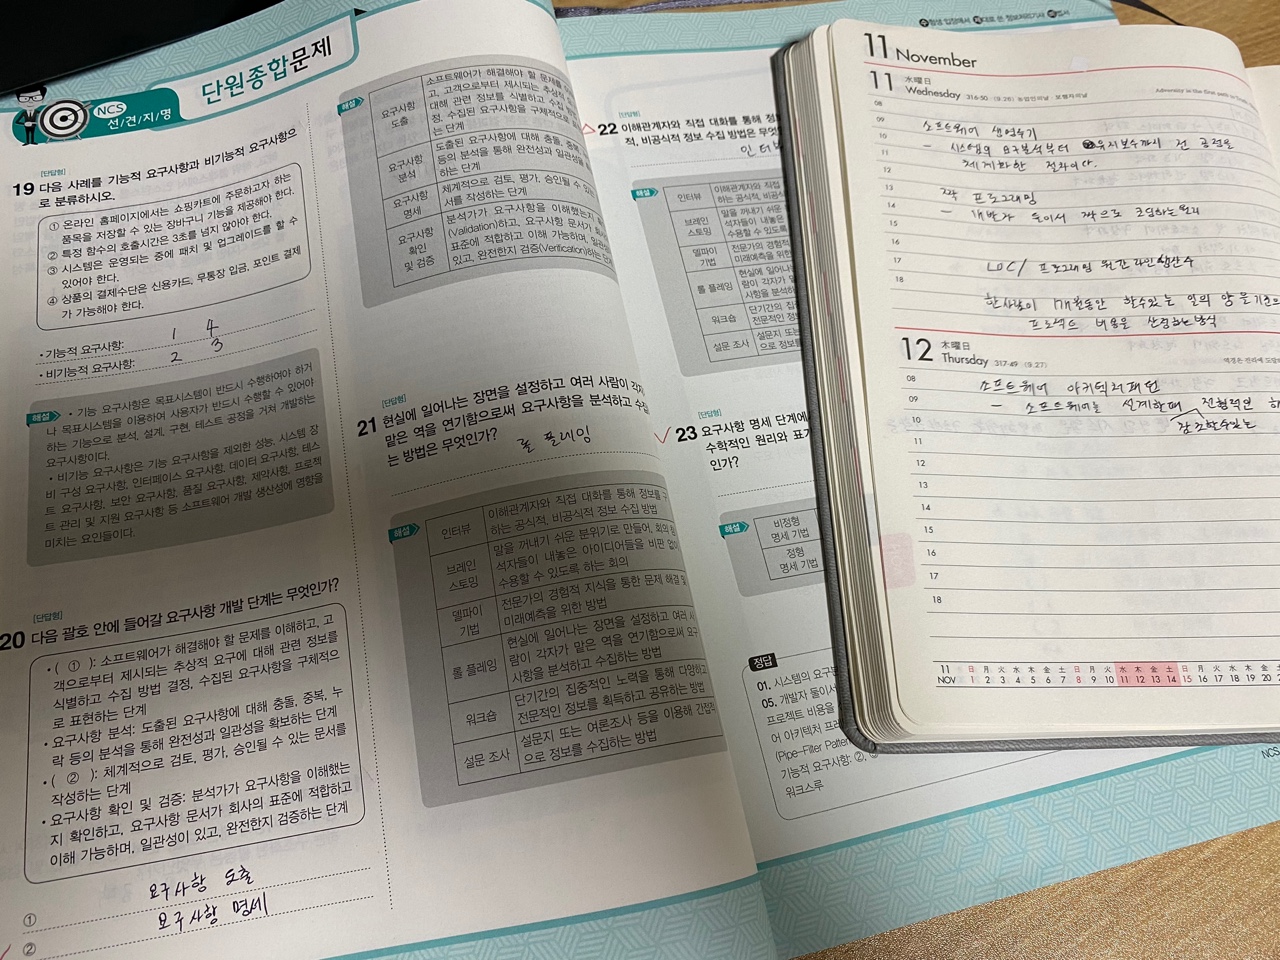 단원종합문제
NCS
선/견/지/명
[단답형]
19 다음 사례를 기능적 요구사항과 비기능적 요구사항으
로 분류하시오.
① 온라인 홈페이지에서는 쇼핑카트에 주문하고자 하는
품목을 저장할 수 있는 장바구니 기능을 제공해야 한다.
② 특정 함수의 호출시간은 3초를 넘지 않아야 한다.
③ 시스템은 운영되는 중에 패치 및 업그레이드를 할 수
있어야 한다.
④ 상품의 결제수단은 신용카드, 무통장 입금, 포인트 결제
가 가능해야 한다.
• 기능적 요구사항: 1 4
• 비기능적 요구사항: 2 3
해설
• 기능 요구사항은 목표시스템이 반드시 수행하여야 하거
나 목표시스템을 이용하여 사용자가 반드시 수행할 수 있어야
하는 기능으로 분석, 설계, 구현, 테스트 공정을 거쳐 개발하는
요구사항이다.
• 비기능 요구사항은 기능 요구사항을 제외한 성능, 시스템 장
비 구성 요구사항, 인터페이스 요구사항, 데이터 요구사항, 테스
트 요구사항, 보안 요구사항, 품질 요구사항, 제약사항, 프로젝
트 관리 및 자원 요구사항 등 소프트웨어 개발 생산성에 영향을
미치는 요인들이다.
[단답형]
20 다음 괄호 안에 들어갈 요구사항 개발 단계는 무엇인가?
• ( ① ): 소프트웨어가 해결해야 할 문제를 이해하고, 고
객으로부터 제시되는 추상적 요구에 대해 관련 정보를
식별하고 수집 방법 결정, 수집된 요구사항을 구체적으
로 표현하는 단계
• 요구사항 분석: 도출된 요구사항에 대해 충돌, 중복, 누
락 등의 분석을 통해 완전성과 일관성을 확보하는 단계
• ( ② ): 체계적으로 검토, 평가, 승인될 수 있는 문서를
작성하는 단계
• 요구사항 확인 및 검증: 분석가가 요구사항을 이해했는
지 확인하고, 요구사항 문서가 회사의 표준에 적합하고
이해 가능하며, 일관성이 있고, 완전한지 검증하는 단계
① 요구사항 도출
② 요구사항 명세
해설
요구사항
도출
소프트웨어가 해결해야 할 문제를
고, 고객으로부터 제시되는 추상적
대해 관련 정보를 식별하고 수집
정, 수집된 요구사항을 구체적으로
는 단계
요구사항
분석
도출된 요구사항에 대해 충돌, 중복,
등의 분석을 통해 완전성과 일관성을
하는 단계
요구사항
명세
체계적으로 검토, 평가, 승인될 수 있는
서를 작성하는 단계
요구사항
확인
및 검증
분석가가 요구사항을 이해했는지
(Validation)하고, 요구사항 문서가
표준에 적합하고 이해 가능하며, 일관성
있고, 완전한지 검증(Verification)하는
[단답형]
21 현실에 일어나는 장면을 설정하고 여러 사람이 각자
맡은 역을 연기함으로써 요구사항을 분석하고 수집
는 방법은 무엇인가?
롤 플레잉
해설
인터뷰
이해관계자와 직접 대화를 통해 정보를 구
하는 공식적, 비공식적 정보 수집 방법
브레인
스토밍
말을 꺼내기 쉬운 분위기로 만들어, 회의 참
석자들이 내놓은 아이디어들을 비판 없이
수용할 수 있도록 하는 회의
델파이
기법
전문가의 경험적 지식을 통한 문제 해결 및
미래예측을 위한 방법
롤 플레잉
현실에 일어나는 장면을 설정하고 여러 사
람이 각자가 맡은 역을 연기함으로써 요구
사항을 분석하고 수집하는 방법
워크숍
단기간의 집중적인 노력을 통해 다양하고
전문적인 정보를 획득하고 공유하는 방법
설문 조사
설문지 또는 여론조사 등을 이용해 간접적
으로 정보를 수집하는 방법
[단답형]
22 이해관계자와 직접 대화를 통해 정
적, 비공식적 정보 수집 방법은 무엇
인터뷰
해설
인터뷰
이해관계자와 직접
하는 공식적, 비공식
브레인
스토밍
말을 꺼내기 쉬운
석자들이 내놓은
수용할 수 있도록
델파이
기법
전문가의 경험적
미래예측을 위한
롤 플레잉
현실에 일어나는
람이 각자가
사항을 분석하
워크숍
단기간의 집
전문적인 정
설문 조사
설문지 또는
으로 정보를
[단답형]
23 요구사항 명세 단계에
수학적인 원리와 표기
인가?
해설
비정형
명세 기법
정형
명세 기법
정답
01. 시스템의 요구분
05. 개발자 둘이서
프로젝트 비용을
어 아키텍처
(Pipe-Filter Pattern
기능적 요구사항: ②,
워크스루
NCS
11 November
11 水曜日
Wednesday 316-50
08
09
10
11
12
13
14
15
16
17
18
소프트웨어 생명주기
- 시스템의 요구분석부터 유지보수까지 전 공정을
체계화한 절차이다.
짝 프로그래밍
- 개발자 둘이서 짝으로 코딩하는 원리
LOC/ 프로그래밍 월간 라인생산수
한사람이 1개월동안 할수있는 일의 양을 기준으
프로젝트 비용을 산정하는 방식
12 木曜日
Thursday 317-49
08
09
10
11
12
13
14
15
16
17
18
소프트웨어 아키텍처패턴
- 소프트웨어를 설계할때 전형적인 해
참조할수있는
11 日 月 火 水 木 金 土 日 月 火 水 木 金 土 日 月 火 水 木 金
NOV 1 2 3 4 5 6 7 8 9 10 11 12 13 14 15 16 17 18 19 20